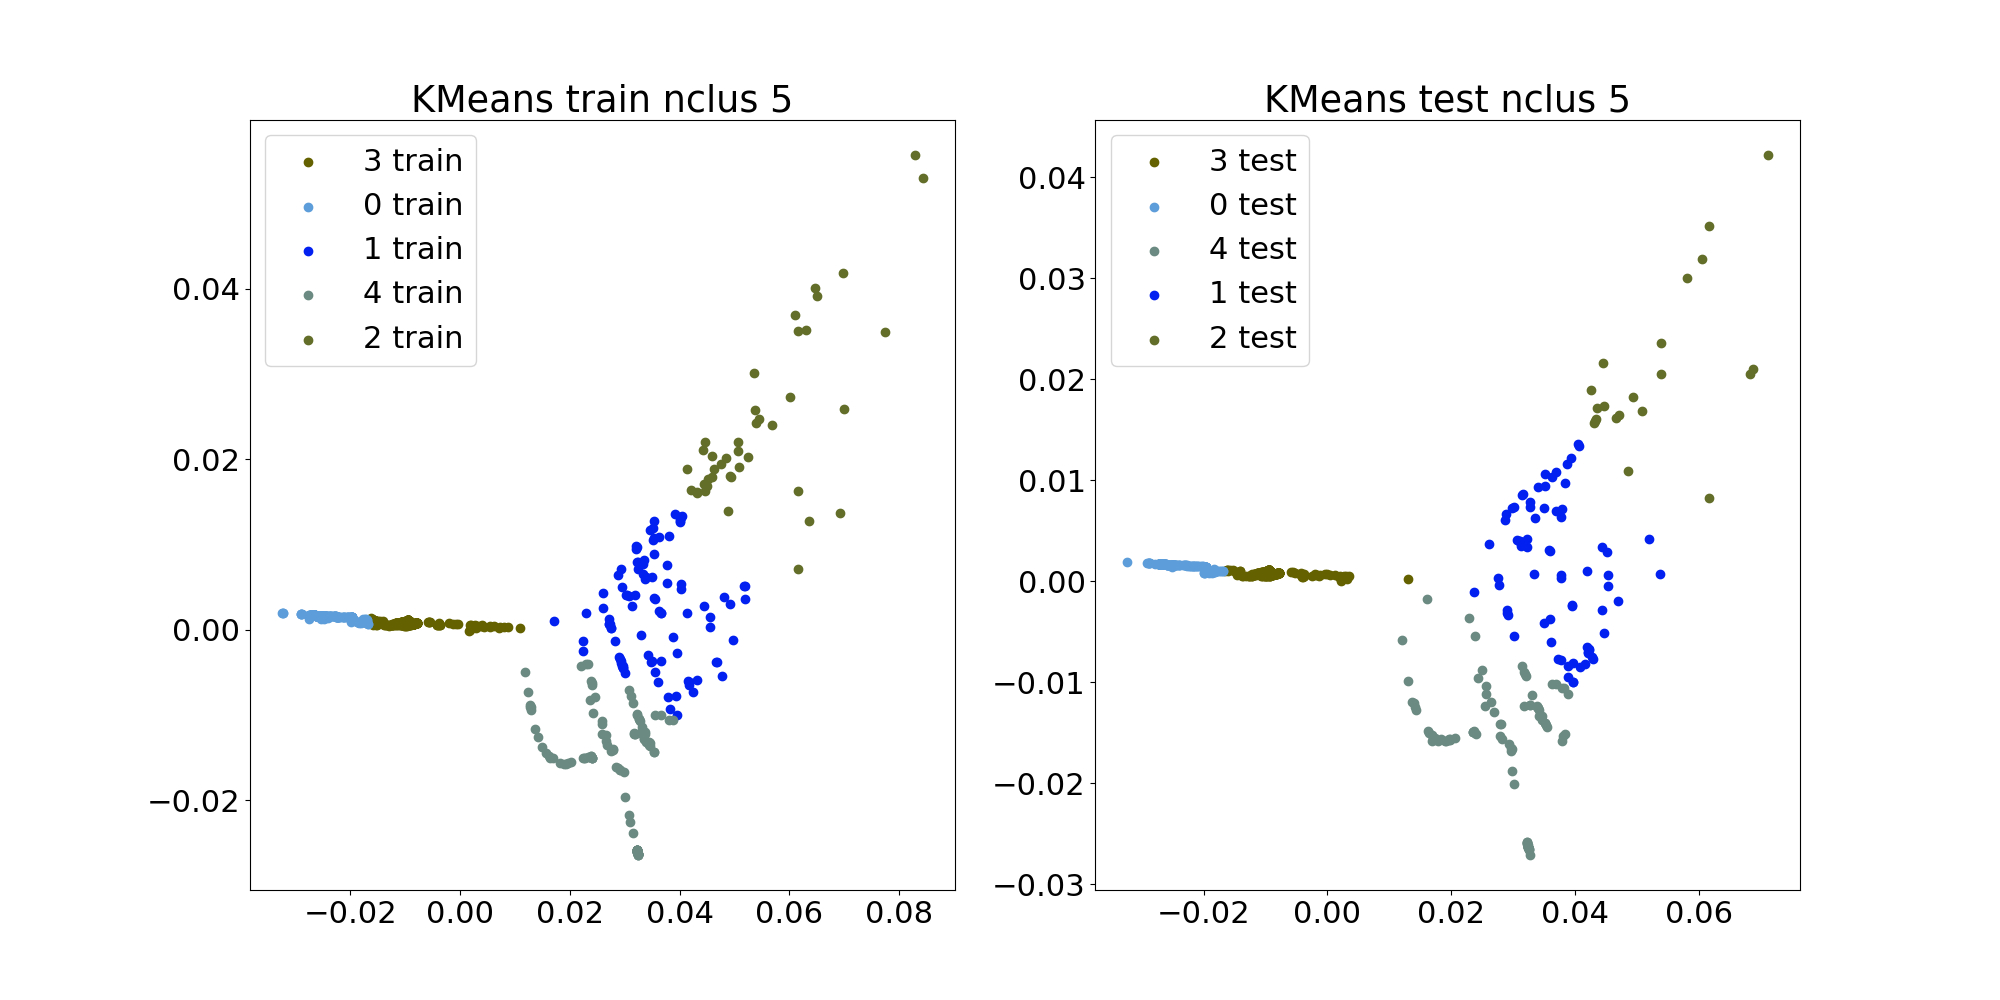 KMeans train nclus 5
3 train
0 train
1 train
4 train
2 train
0.04
0.02
0.00
−0.02
−0.02 0.00 0.02 0.04 0.06 0.08
KMeans test nclus 5
3 test
0 test
4 test
1 test
2 test
0.04
0.03
0.02
0.01
0.00
−0.01
−0.02
−0.03
−0.02 0.00 0.02 0.04 0.06